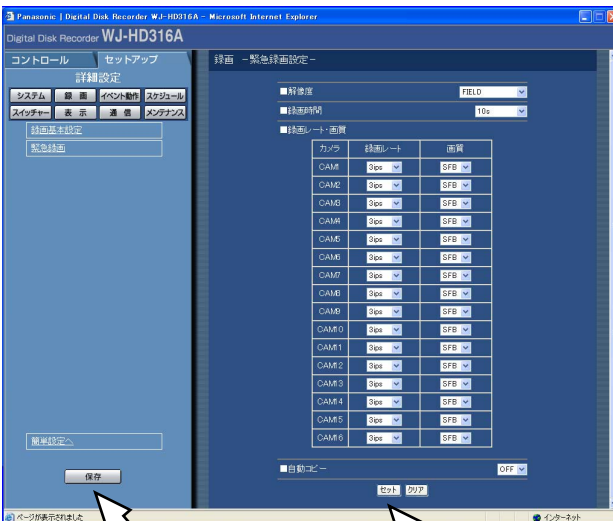 Panasonic | Digital Disk Recorder WJ-HD316A - Microsoft Internet Explorer
Digital Disk Recorder WJ-HD316A
コントロール セットアップ
詳細設定
システム 録 画 イベント動作 スケジュール
スイッチャー 表 示 通 信 メンテナンス
録画基本設定
緊急録画
簡単設定へ
保存
録画 －緊急録画設定－
■解像度 FIELD
■録画時間 10s
■録画レート・画質
カメラ 録画レート 画質
CAM1 3ips SFB
CAM2 3ips SFB
CAM3 3ips SFB
CAM4 3ips SFB
CAM5 3ips SFB
CAM6 3ips SFB
CAM7 3ips SFB
CAM8 3ips SFB
CAM9 3ips SFB
CAM10 3ips SFB
CAM11 3ips SFB
CAM12 3ips SFB
CAM13 3ips SFB
CAM14 3ips SFB
CAM15 3ips SFB
CAM16 3ips SFB
■自動コピー OFF
セット クリア
ページが表示されました インターネット